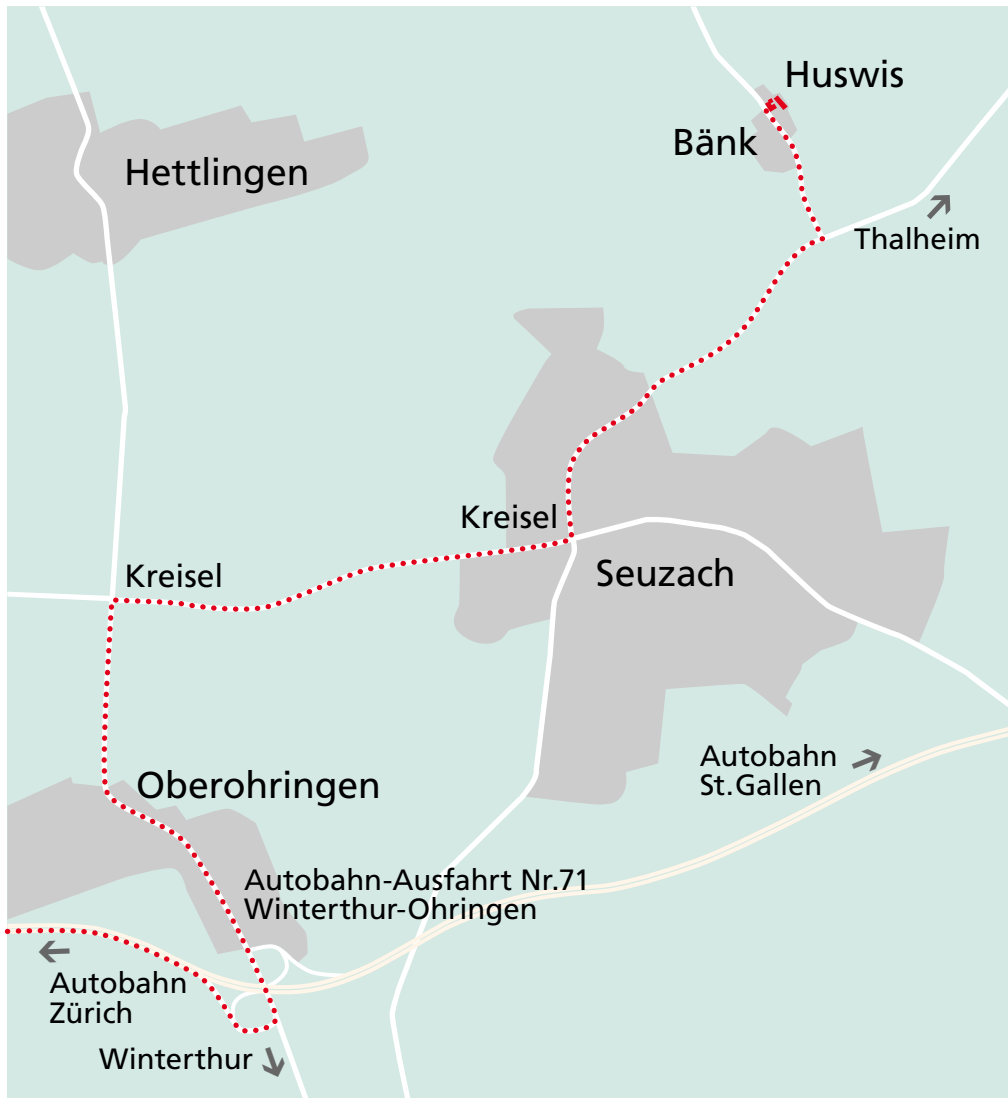 Huswis
Bänk
Hettlingen
Thalheim
Kreisel
Seuzach
Kreisel
Autobahn
St.Gallen
Oberohringen
Autobahn-Ausfahrt Nr.71
Winterthur-Ohringen
Autobahn
Zürich
Winterthur